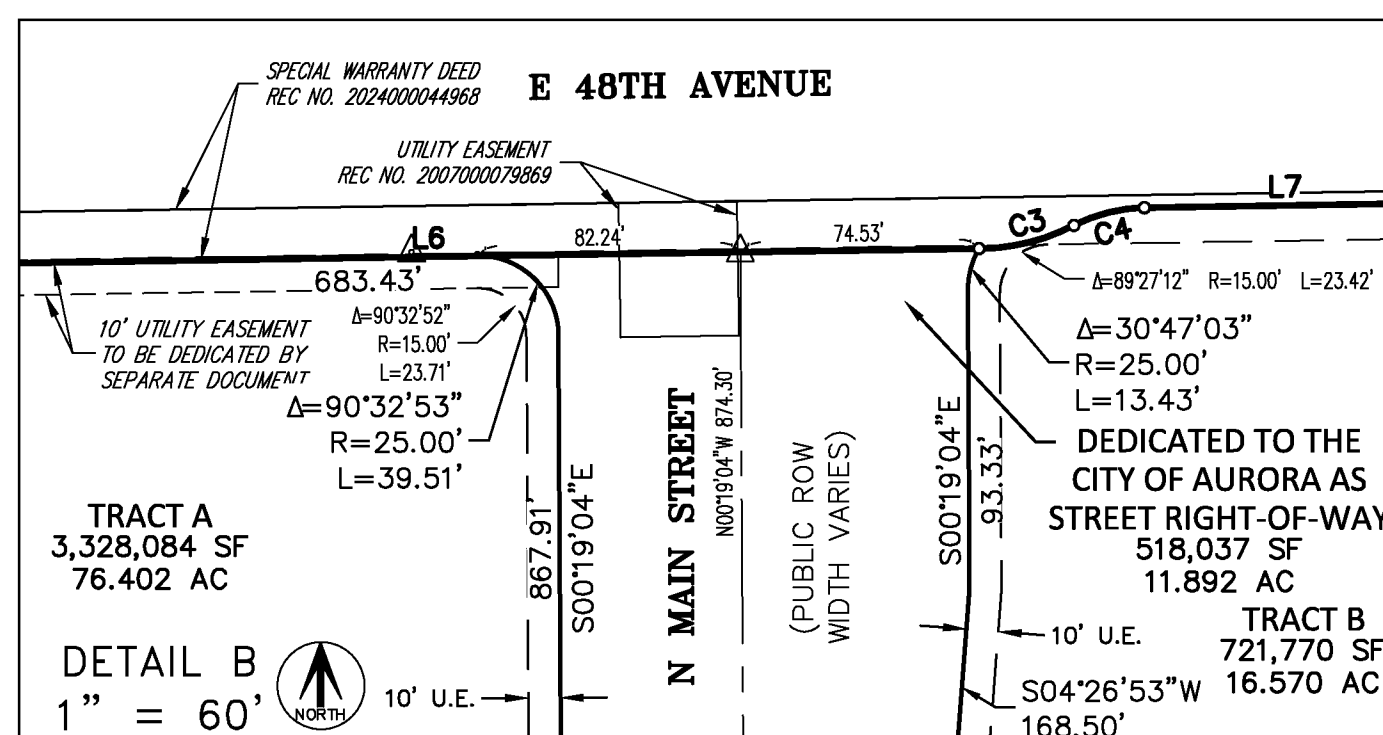 SPECIAL WARRANTY DEED
REC NO. 2024000044968
E 48TH AVENUE
UTILITY EASEMENT
REC NO. 2007000079869
L7
L6
82.24'
74.53'
C3
C4
683.43'
Δ=89°27'12" R=15.00' L=23.42'
10' UTILITY EASEMENT
TO BE DEDICATED BY
SEPARATE DOCUMENT
Δ=90°32'52"
R=15.00'
L=23.71'
Δ=30°47'03"
R=25.00'
L=13.43'
Δ=90°32'53"
R=25.00'
L=39.51'
N MAIN STREET
N00°19'04"W 874.30'
(PUBLIC ROW
WIDTH VARIES)
S00°19'04"E
93.33'
DEDICATED TO THE
CITY OF AURORA AS
STREET RIGHT-OF-WAY
518,037 SF
11.892 AC
TRACT A
3,328,084 SF
76.402 AC
867.91'
S00°19'04"E
TRACT B
721,770 SF
16.570 AC
10' U.E.
S04°26'53"W
168.50'
DETAIL B
1" = 60'
NORTH
10' U.E.